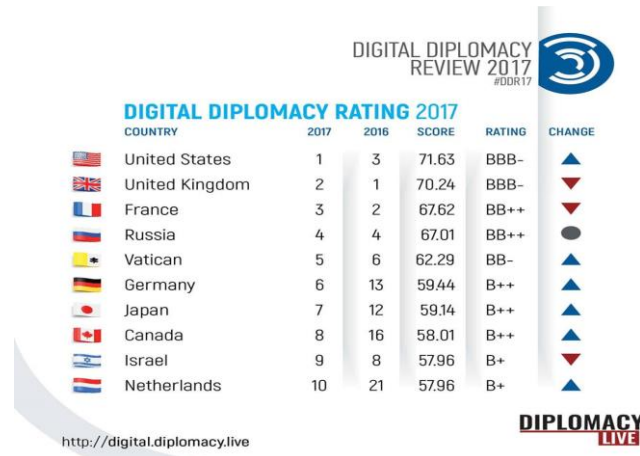 DIGITAL DIPLOMACY
REVIEW 2017
#DDR17
DIGITAL DIPLOMACY RATING 2017
COUNTRY 2017 2016 SCORE RATING CHANGE
United States 1 3 71.63 BBB-
United Kingdom 2 1 70.24 BBB-
France 3 2 67.62 BB++
Russia 4 4 67.01 BB++
Vatican 5 6 62.29 BB-
Germany 6 13 59.44 B++
Japan 7 12 59.14 B++
Canada 8 16 58.01 B++
Israel 9 8 57.96 B+
Netherlands 10 21 57.96 B+
DIPLOMACY
LIVE
http://digital.diplomacy.live